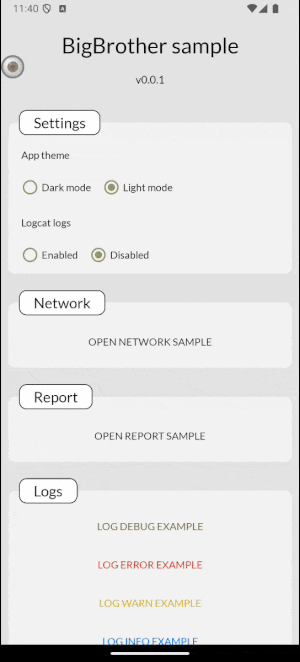 11:40
BigBrother sample
v0.0.1
Settings
App theme
Dark mode Light mode
Logcat logs
Enabled Disabled
Network
OPEN NETWORK SAMPLE
Report
OPEN REPORT SAMPLE
Logs
LOG DEBUG EXAMPLE
LOG ERROR EXAMPLE
LOG WARN EXAMPLE
LOG INFO EXAMPLE